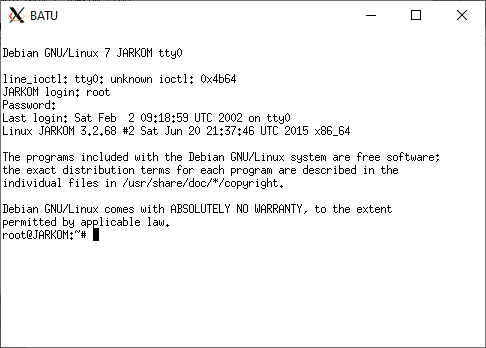 BATU
Debian GNU/Linux 7 JARKOM tty0
line_ioctl: tty0: unknown ioctl: 0x4b64
JARKOM login: root
Password:
Last login: Sat Feb  2 09:18:59 UTC 2002 on tty0
Linux JARKOM 3.2.68 #2 Sat Jun 20 21:37:46 UTC 2015 x86_64
The programs included with the Debian GNU/Linux system are free software;
the exact distribution terms for each program are described in the
individual files in /usr/share/doc/*/copyright.
Debian GNU/Linux comes with ABSOLUTELY NO WARRANTY, to the extent
permitted by applicable law.
root@JARKOM:~#